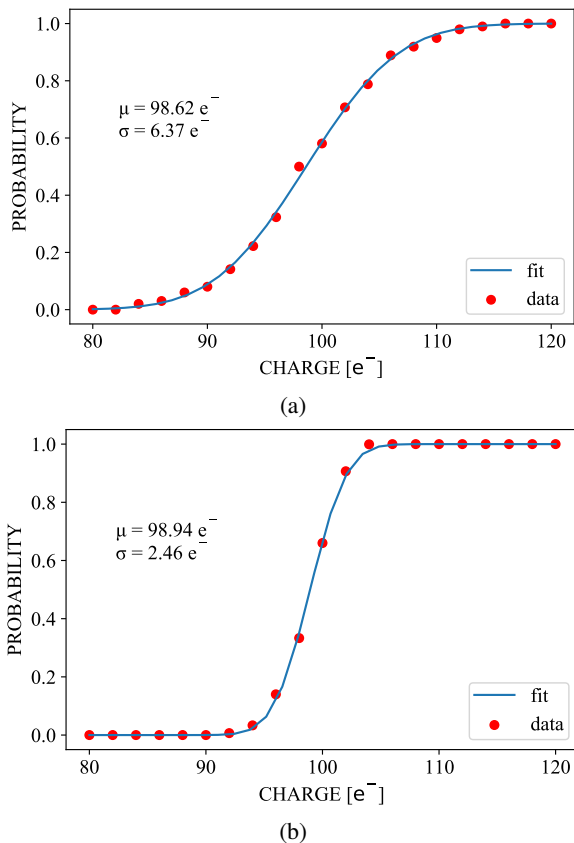 1.0
0.8
0.6
0.4
0.2
0.0
PROBABILITY
μ = 98.62 e⁻
σ = 6.37 e⁻
fit
data
80 90 100 110 120
CHARGE [e⁻]
(a)
1.0
0.8
0.6
0.4
0.2
0.0
PROBABILITY
μ = 98.94 e⁻
σ = 2.46 e⁻
fit
data
80 90 100 110 120
CHARGE [e⁻]
(b)